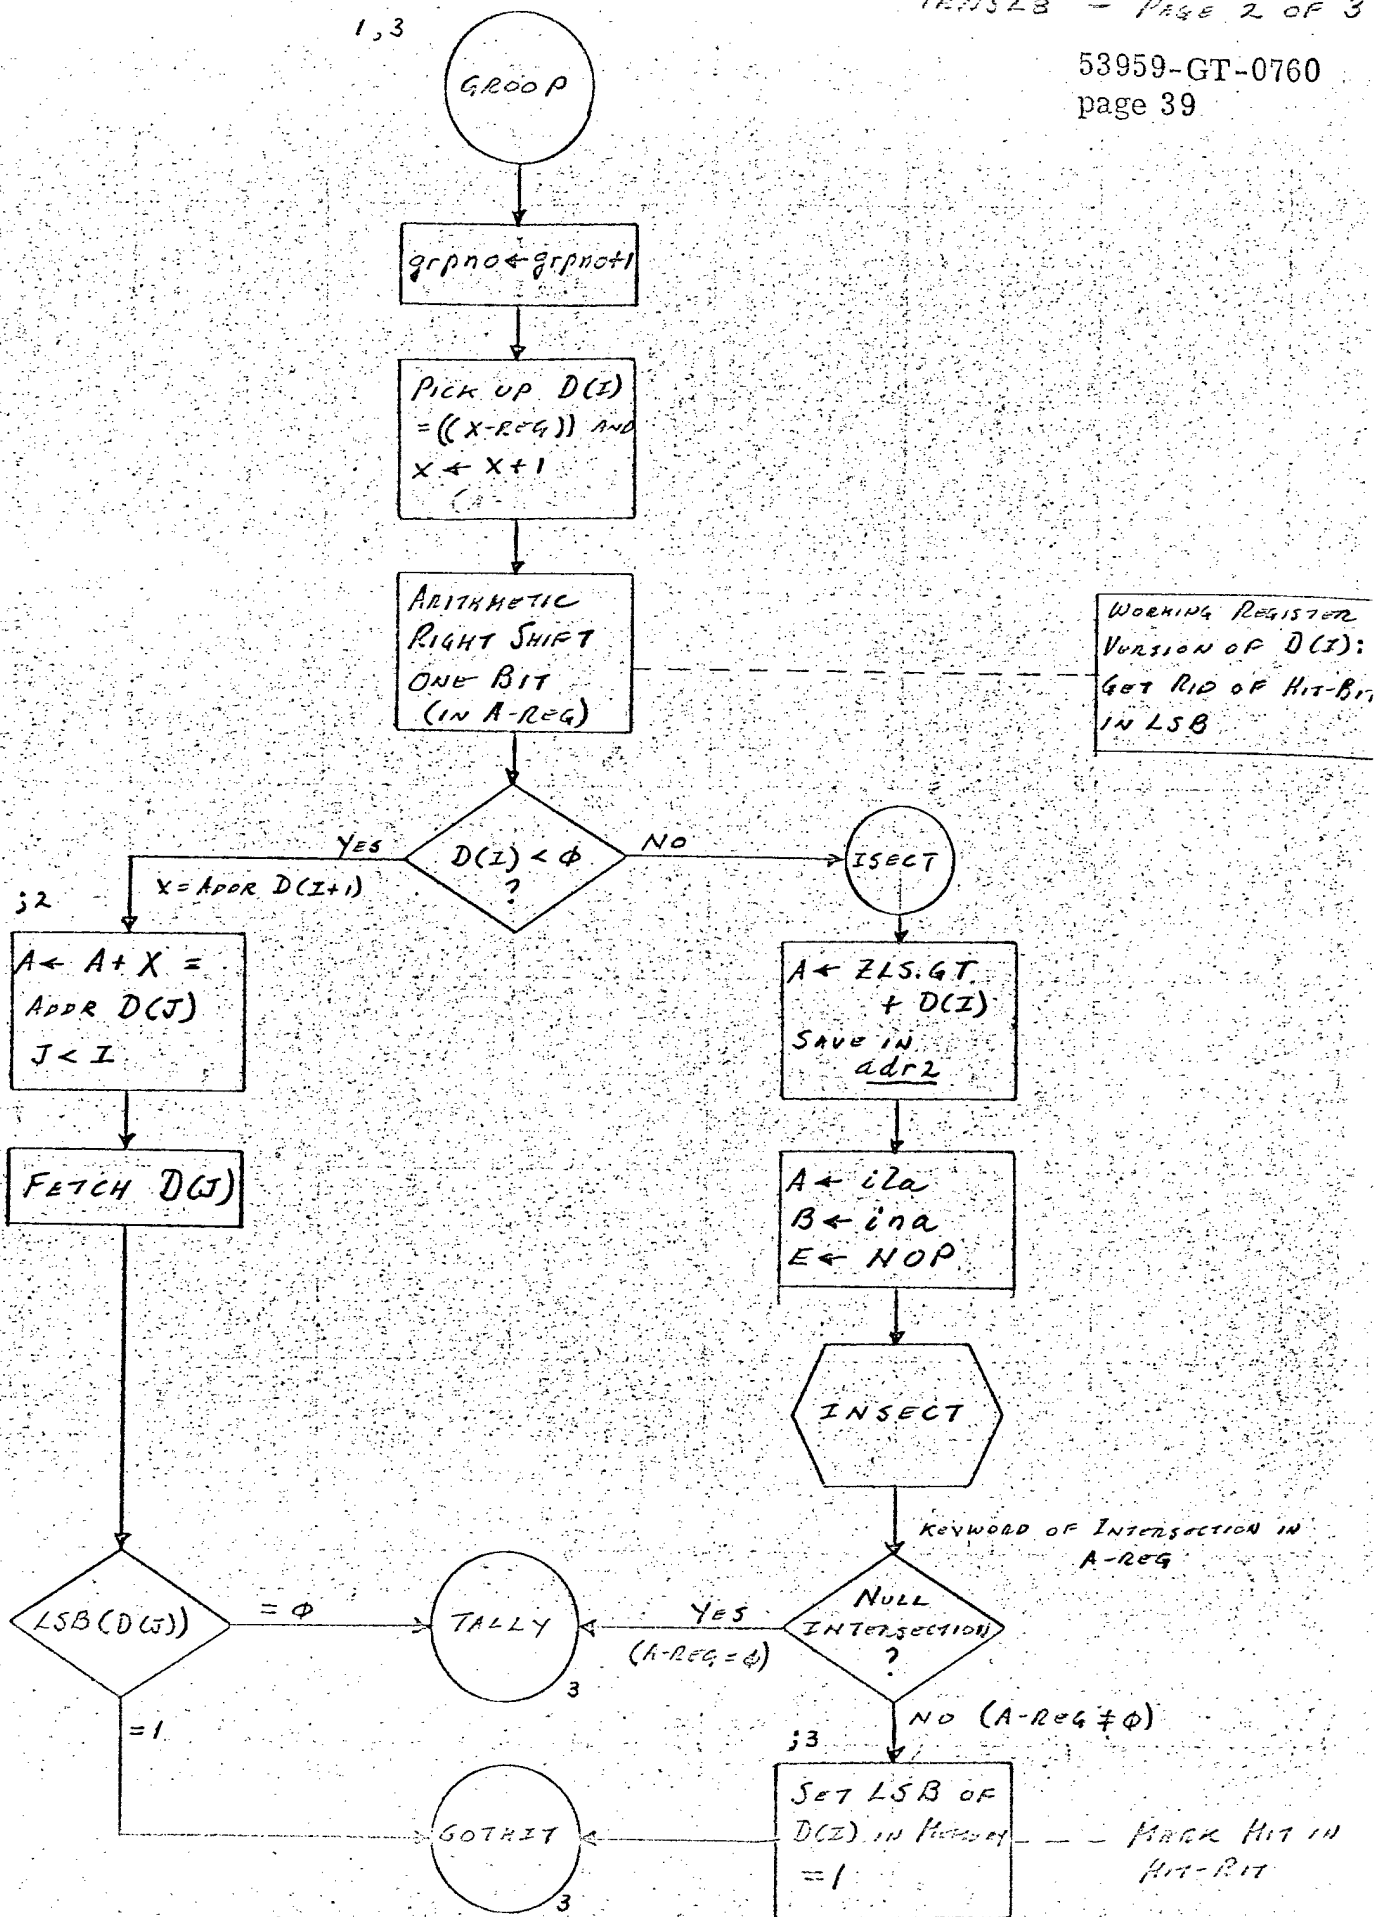 - PAGE 2 OF 3
53959-GT-0760
page 39
1,3
GROOP
grpno ← grpno+1
PICK UP D(I)
= ((X-REG)) AND
X ← X+1
ARITHMETIC
RIGHT SHIFT
ONE BIT
(IN A-REG)
WORKING REGISTER
VERSION OF D(I):
GET RID OF HIT-BIT
IN LSB
YES
D(I) < φ
?
NO
ISECT
X = ADDR D(I+1)
;2
A ← A + X =
ADDR D(J)
J < I
A ← ZLS.GT
+ D(I)
SAVE IN
adr2
FETCH D(J)
A ← ila
B ← ina
E ← NOP
INSECT
KEYWORD OF INTERSECTION IN
A-REG
LSB(D(J))
= φ
TALLY
3
YES
(A-REG = φ)
NULL
INTERSECTION
?
NO (A-REG ≠ φ)
= 1
;3
SET LSB OF
D(I) IN MEMORY
= 1
GOTHIT
3
MARK HIT IN
HIT-BIT